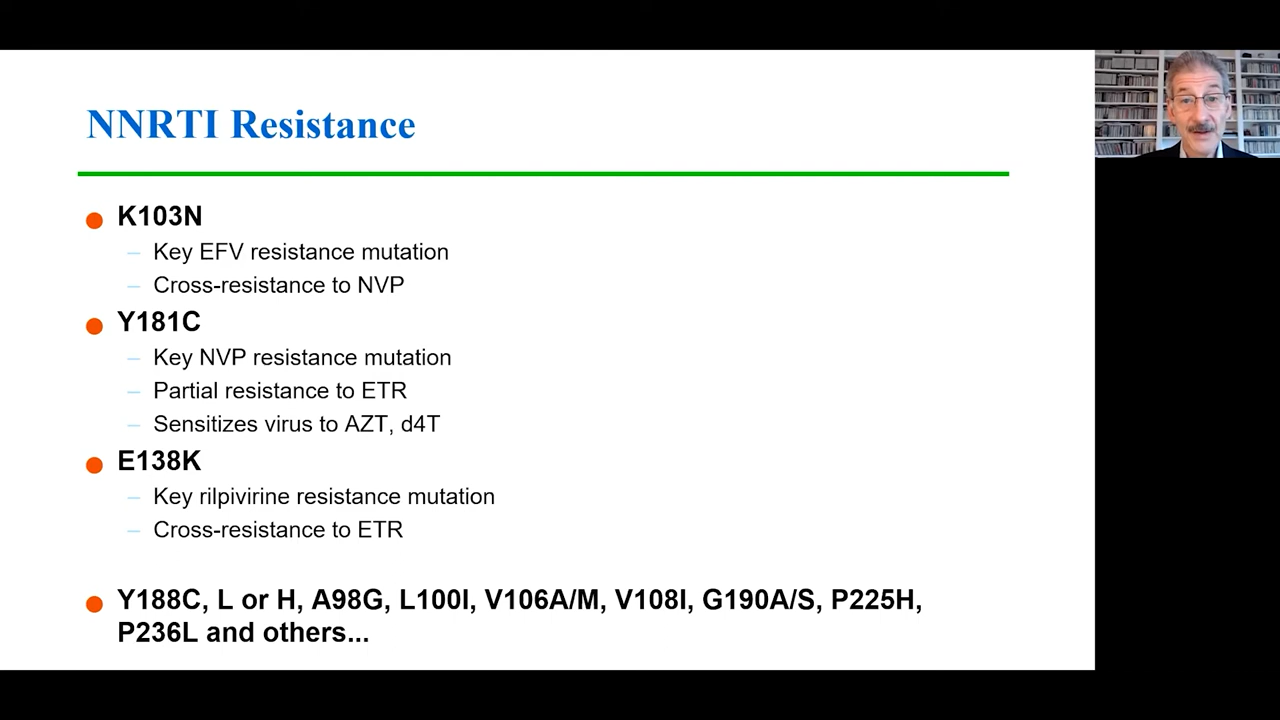 NNRTI Resistance
K103N
– Key EFV resistance mutation
– Cross-resistance to NVP
Y181C
– Key NVP resistance mutation
– Partial resistance to ETR
– Sensitizes virus to AZT, d4T
E138K
– Key rilpivirine resistance mutation
– Cross-resistance to ETR
Y188C, L or H, A98G, L100I, V106A/M, V108I, G190A/S, P225H,
P236L and others...